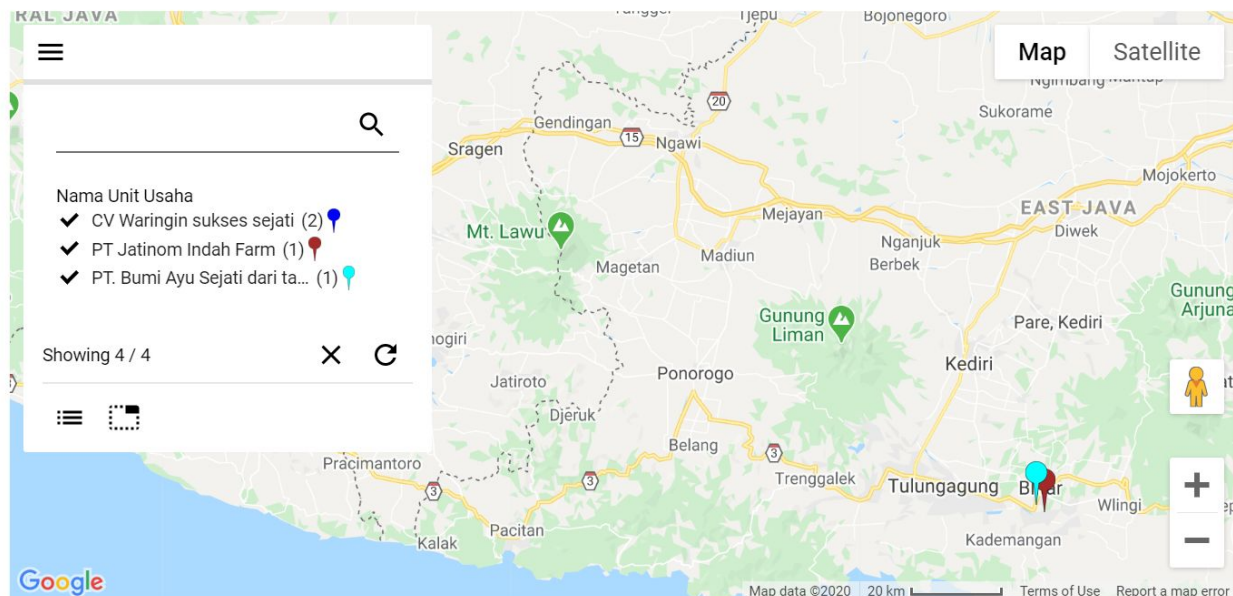 RAL JAVA
Tjepu
Bojonegoro
Map
Satellite
20
Sukorame
Gendingan
15
Ngawi
Sragen
Mojokerto
Nama Unit Usaha
CV Waringin sukses sejati (2)
PT Jatinom Indah Farm (1)
PT. Bumi Ayu Sejati dari ta... (1)
EAST JAVA
Mejayan
Diwek
Mt. Lawu
Nganjuk
Madiun
Berbek
Magetan
Gunung
Arjuna
Gunung
Liman
Pare, Kediri
nogiri
Showing 4 / 4
Kediri
Ponorogo
Jatiroto
Djeruk
Belang
3
Pracimantoro
Trenggalek
Tulungagung
3
3
Wlingi
Pacitan
Kalak
Kademangan
Google
Map data ©2020
20 km
Terms of Use
Report a map error